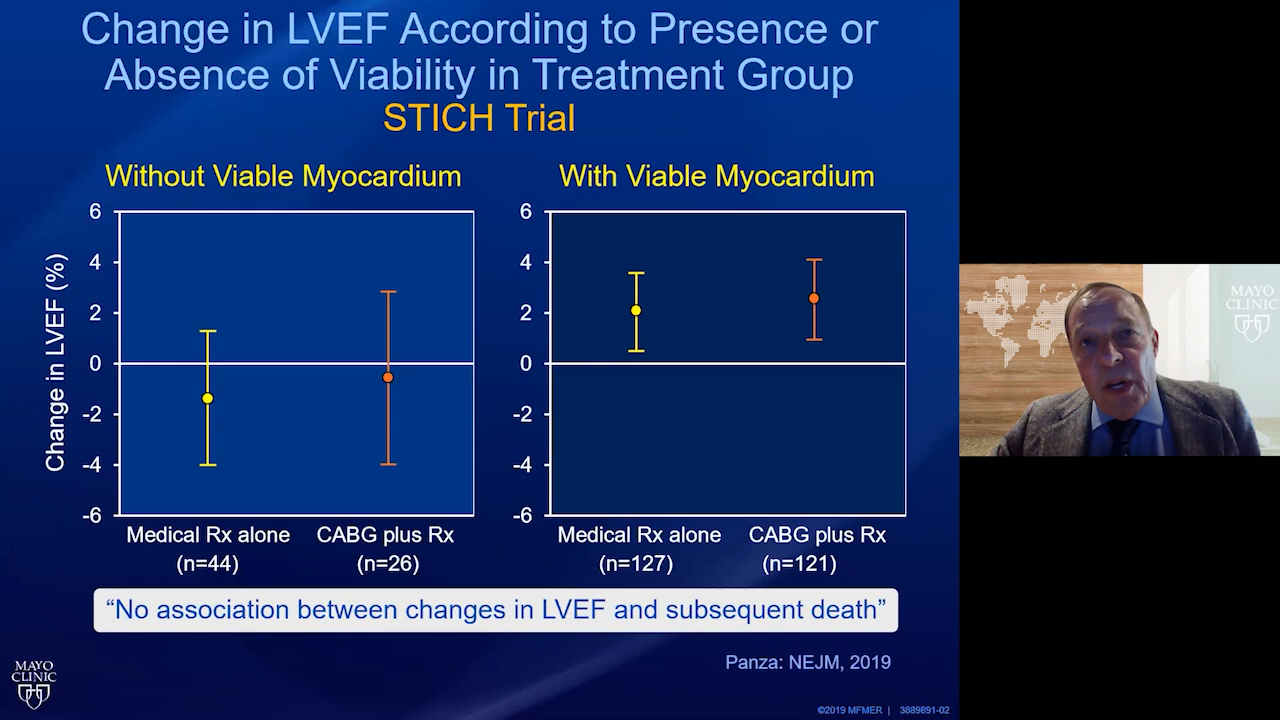 Change in LVEF According to Presence or
Absence of Viability in Treatment Group
STICH Trial
Without Viable Myocardium
With Viable Myocardium
Change in LVEF (%)
6
4
2
0
-2
-4
-6
6
4
2
0
-2
-4
-6
Medical Rx alone
(n=44)
CABG plus Rx
(n=26)
Medical Rx alone
(n=127)
CABG plus Rx
(n=121)
“No association between changes in LVEF and subsequent death”
Panza: NEJM, 2019
MAYO
CLINIC
©2019 MFMER | 3889891-02
MAYO
CLINIC